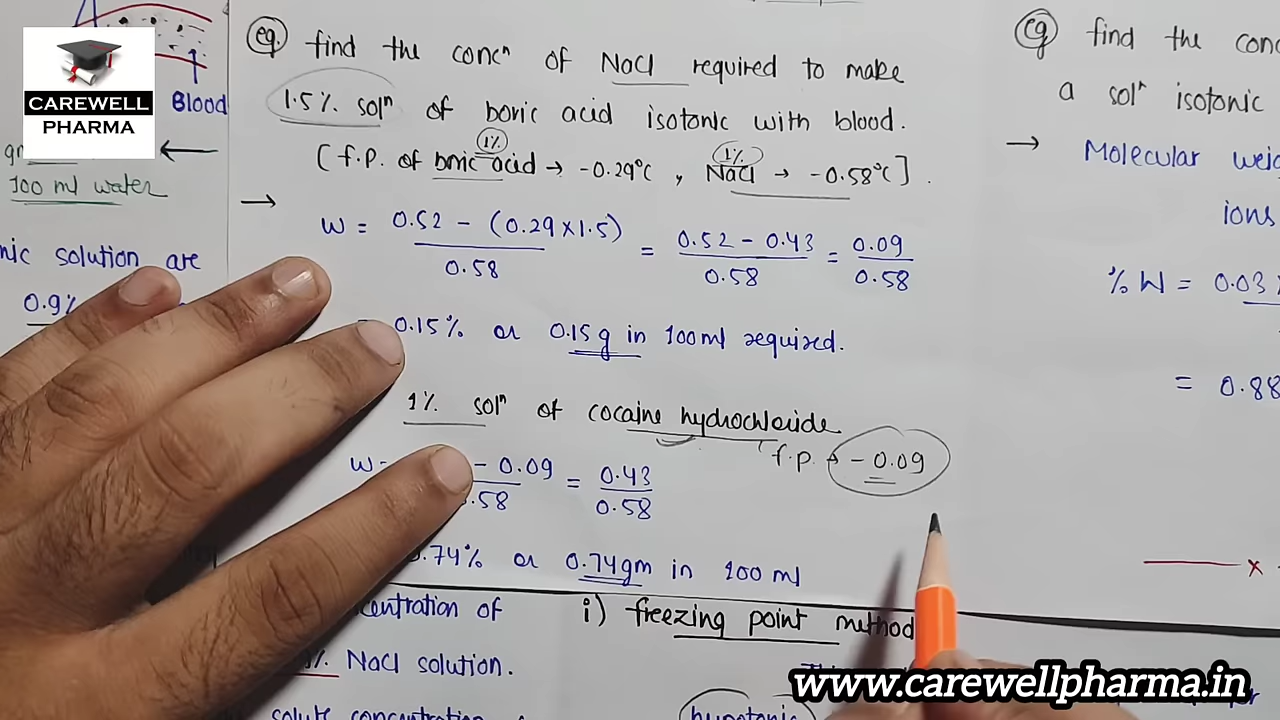 CAREWELL
PHARMA
Blood
100 ml water
nic solution are
0.9%
eg. find the concⁿ of NaCl required to make
1.5% solⁿ of boric acid isotonic with blood.
[f.p. of 1% boric acid → -0.29°C, 1% NaCl → -0.58°C].
→
W = 0.52 - (0.29 × 1.5) / 0.58 = 0.52 - 0.43 / 0.58 = 0.09 / 0.58
= 0.15% or 0.15g in 100ml required.
1% solⁿ of cocaine hydrochloride
f.p. → -0.09
W = - 0.09 / .58 = 0.43 / 0.58
.74% or 0.74gm in 100 ml
eg find the conc
a solⁿ isotonic
→ Molecular weig
ions
% W = 0.03
= 0.88
x
centration of
% NaCl solution.
solute concentration
i) freezing point method
hypotonic
www.carewellpharma.in